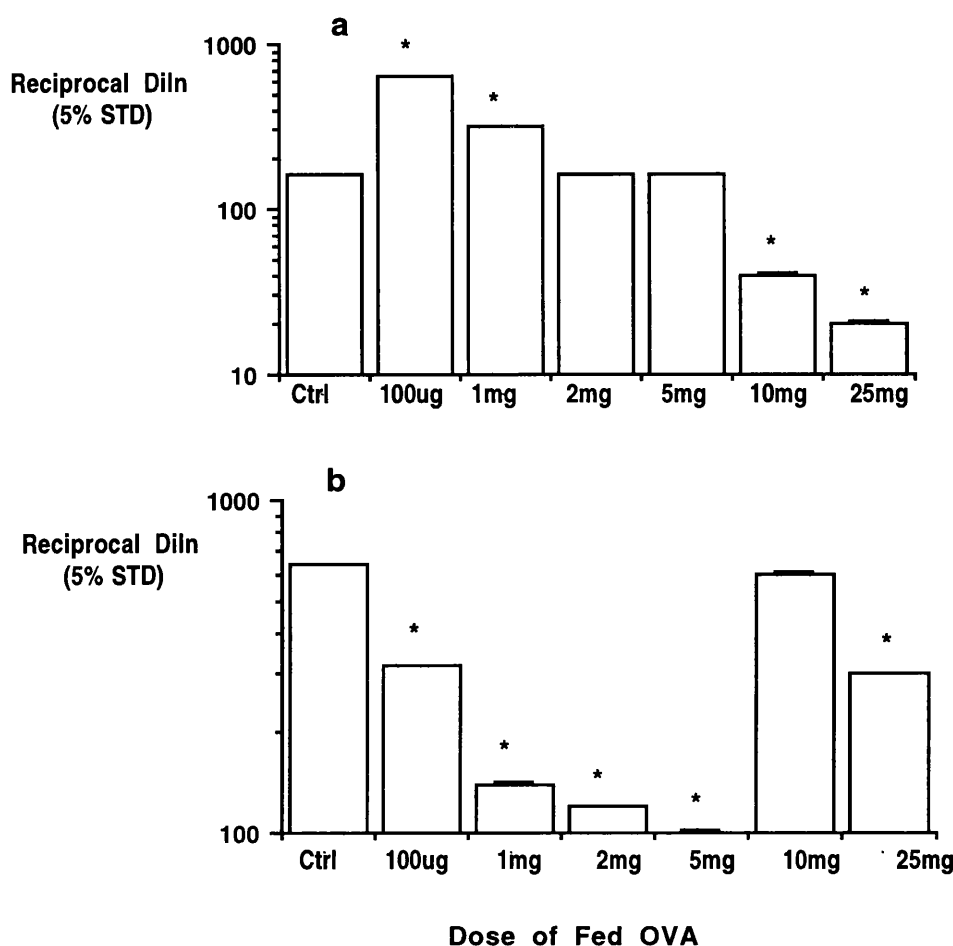 a
1000
Reciprocal Diln
(5% STD)
100
10
* * * *
Ctrl 100ug 1mg 2mg 5mg 10mg 25mg
b
1000
Reciprocal Diln
(5% STD)
100
* * * * *
Ctrl 100ug 1mg 2mg 5mg 10mg 25mg
Dose of Fed OVA